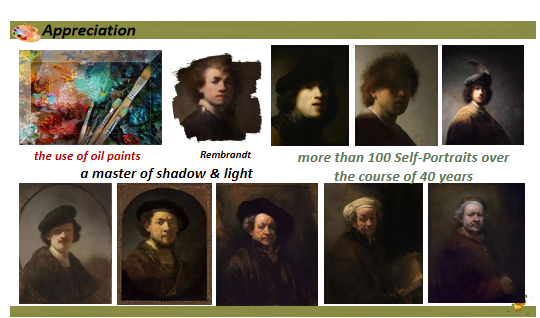 Appreciation
the use of oil paints
Rembrandt
a master of shadow & light
more than 100 Self-Portraits over
the course of 40 years